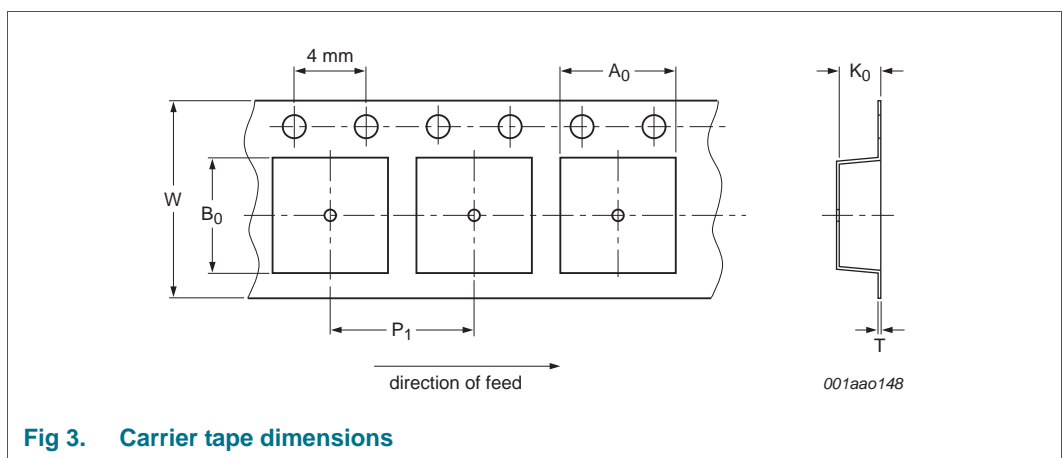 4 mm
A0
K0
W
B0
P1
T
direction of feed
001aao148
Fig 3. Carrier tape dimensions